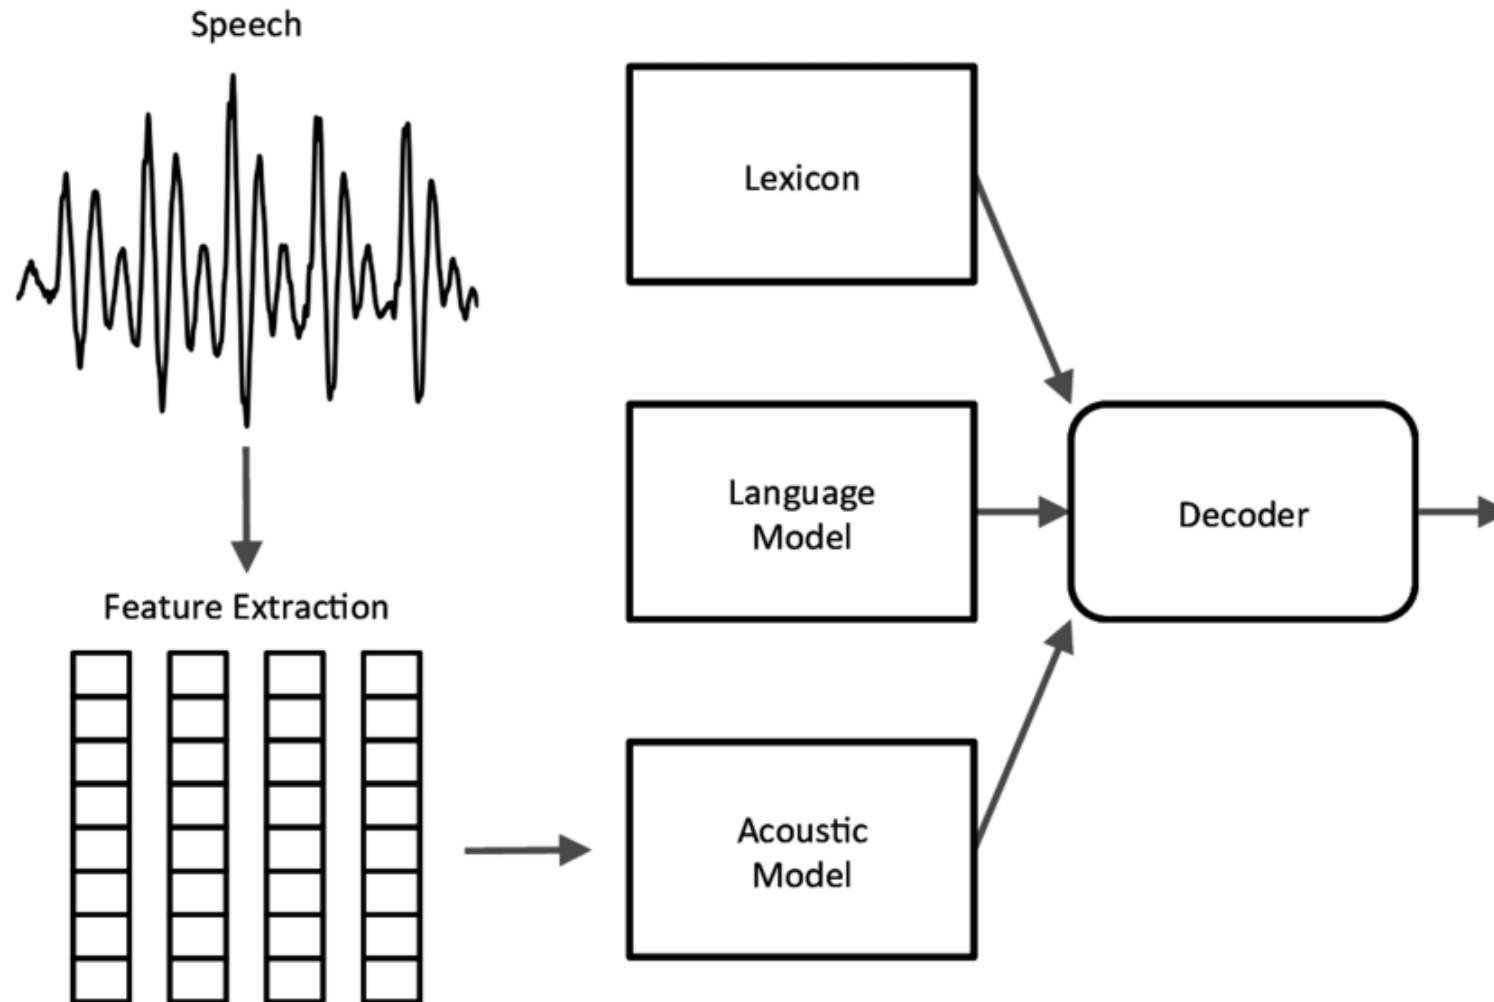 Speech
Feature Extraction
Lexicon
Language
Model
Acoustic
Model
Decoder